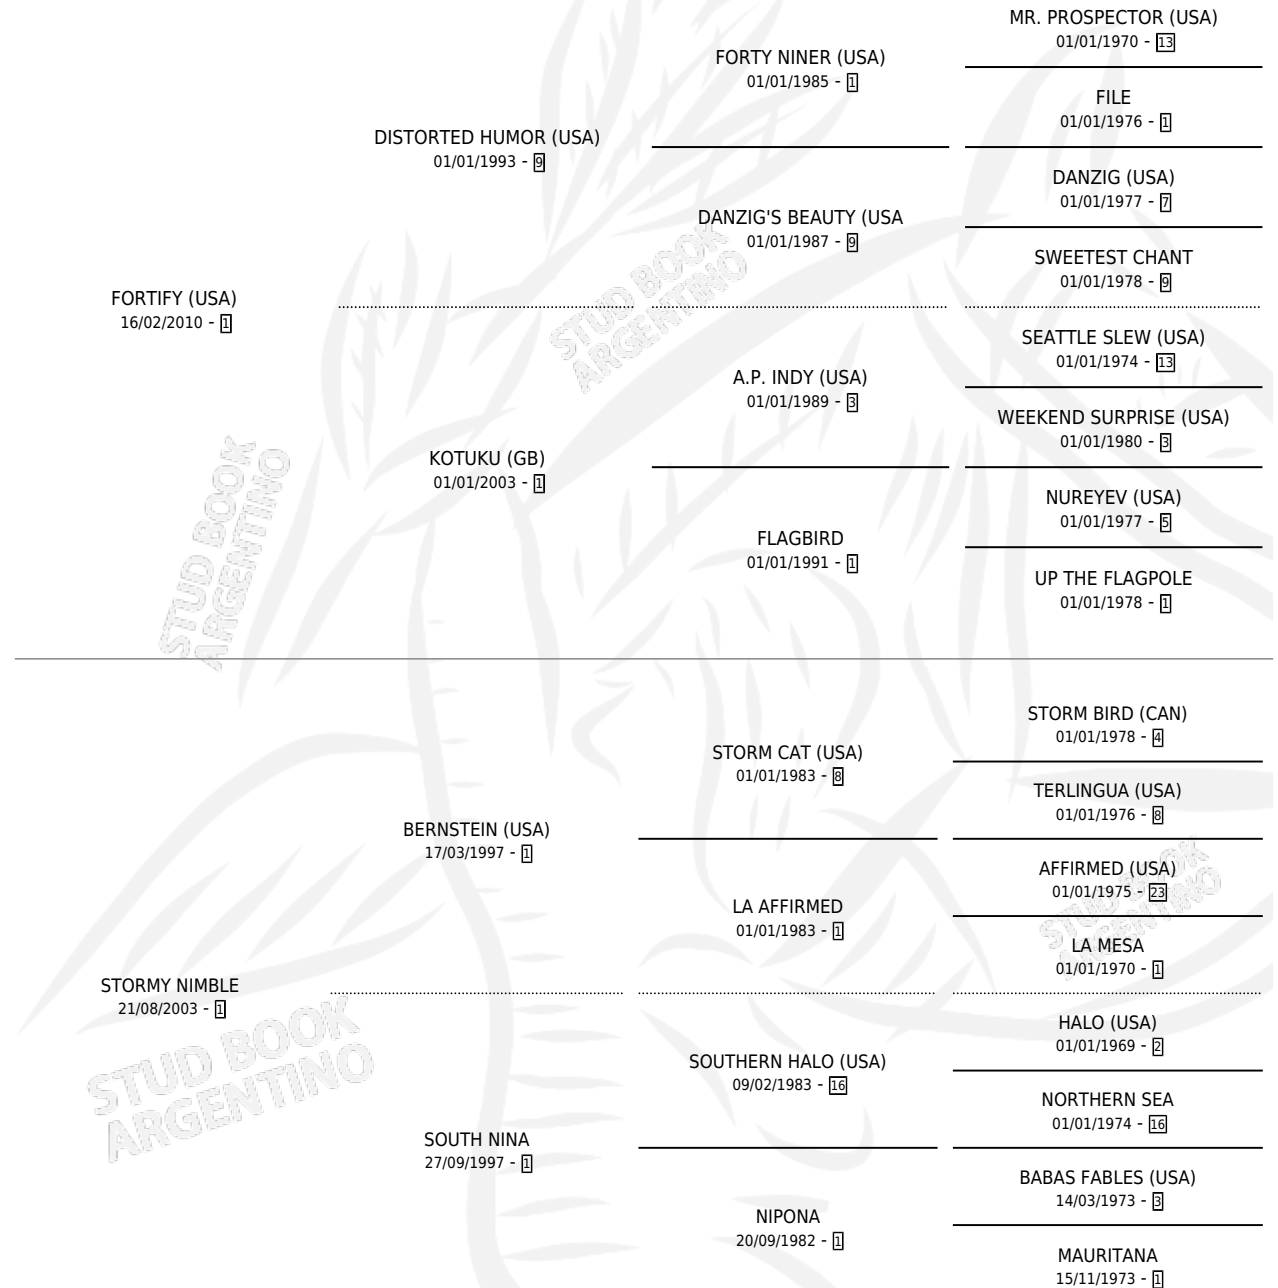 MR. PROSPECTOR (USA)
01/01/1970 - 13
FORTY NINER (USA)
01/01/1985 - 1
FILE
01/01/1976 - 1
DISTORTED HUMOR (USA)
01/01/1993 - 9
DANZIG (USA)
01/01/1977 - 7
DANZIG'S BEAUTY (USA
01/01/1987 - 9
SWEETEST CHANT
01/01/1978 - 9
FORTIFY (USA)
16/02/2010 - 1
STUD BOOK
ARGENTINO
SEATTLE SLEW (USA)
01/01/1974 - 13
A.P. INDY (USA)
01/01/1989 - 3
WEEKEND SURPRISE (USA)
01/01/1980 - 3
KOTUKU (GB)
01/01/2003 - 1
NUREYEV (USA)
01/01/1977 - 5
FLAGBIRD
01/01/1991 - 1
UP THE FLAGPOLE
01/01/1978 - 1
STUD BOOK
ARGENTINO
STORM BIRD (CAN)
01/01/1978 - 4
STORM CAT (USA)
01/01/1983 - 8
TERLINGUA (USA)
01/01/1976 - 8
BERNSTEIN (USA)
17/03/1997 - 1
AFFIRMED (USA)
01/01/1975 - 23
LA AFFIRMED
01/01/1983 - 1
STUD BOOK
ARGENTINO
LA MESA
01/01/1970 - 1
STORMY NIMBLE
21/08/2003 - 1
HALO (USA)
01/01/1969 - 2
SOUTHERN HALO (USA)
09/02/1983 - 16
STUD BOOK
ARGENTINO
NORTHERN SEA
01/01/1974 - 16
SOUTH NINA
27/09/1997 - 1
BABAS FABLES (USA)
14/03/1973 - 3
NIPONA
20/09/1982 - 1
MAURITANA
15/11/1973 - 1